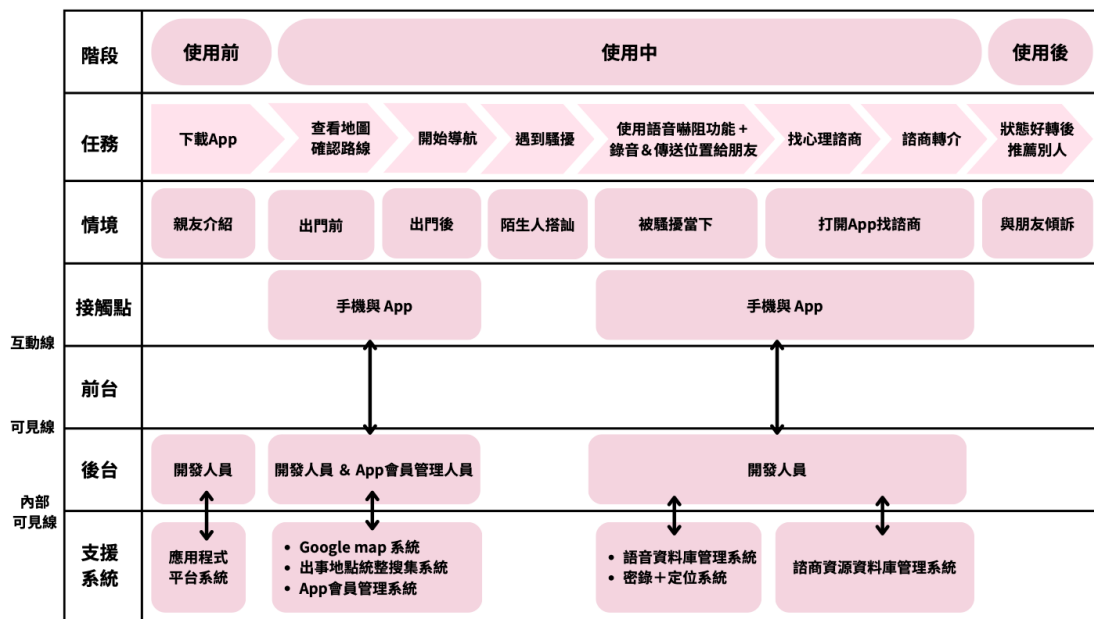 階段
使用前
使用中
使用後
任務
下載App
查看地圖
確認路線
開始導航
遇到騷擾
使用語音嚇阻功能 +
錄音＆傳送位置給朋友
找心理諮商
諮商轉介
狀態好轉後
推薦別人
情境
親友介紹
出門前
出門後
陌生人搭訕
被騷擾當下
打開App找諮商
與朋友傾訴
接觸點
手機與 App
手機與 App
互動線
前台
可見線
後台
開發人員
開發人員 ＆ App會員管理人員
開發人員
內部
可見線
支援
系統
應用程式
平台系統
• Google map 系統
• 出事地點統整搜集系統
• App會員管理系統
• 語音資料庫管理系統
• 密錄＋定位系統
諮商資源資料庫管理系統